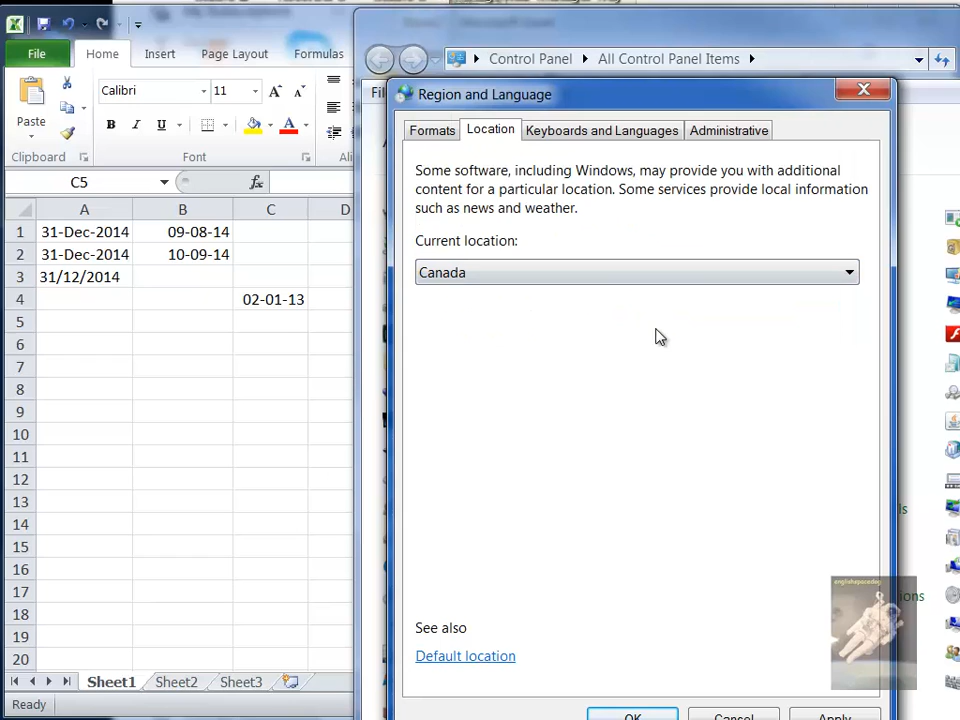 Control Panel
All Control Panel Items
File
Home
Insert
Page Layout
Formulas
Region and Language
Calibri
11
Paste
B
I
U
A
Clipboard
Font
Formats
Location
Keyboards and Languages
Administrative
Some software, including Windows, may provide you with additional
content for a particular location. Some services provide local information
such as news and weather.
Current location:
Canada
C5
fx
A
B
C
D
1
31-Dec-2014
09-08-14
2
31-Dec-2014
10-09-14
3
31/12/2014
4
02-01-13
5
6
7
8
9
10
11
12
13
14
15
16
17
18
19
20
See also
Default location
Sheet1
Sheet2
Sheet3
Ready
OK
Cancel
Apply